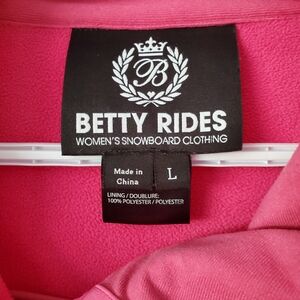 B
BETTY RIDES
WOMEN'S SNOWBOARD CLOTHING
Made in
China
L
LINING / DOUBLURE:
100% POLYESTER / POLYESTER